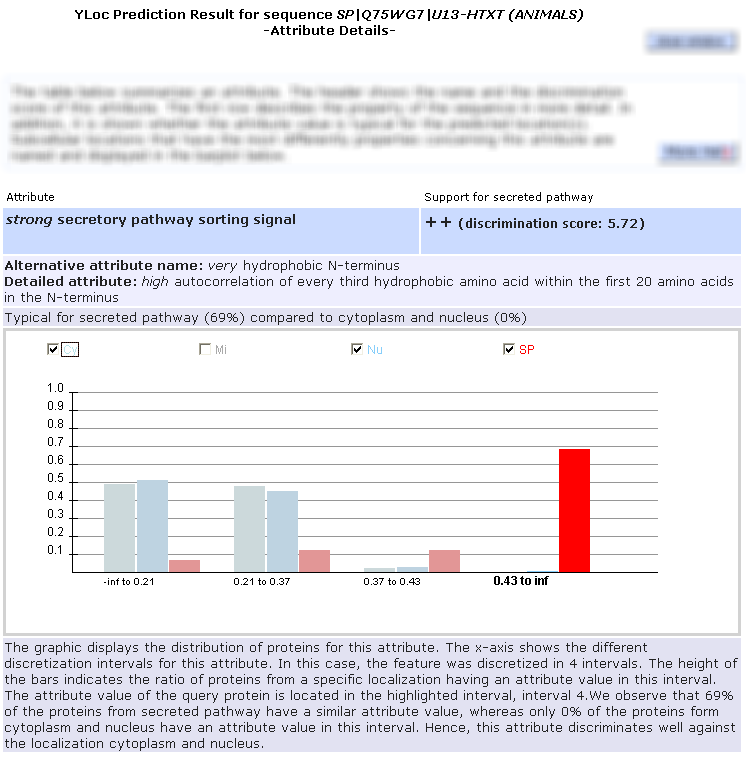 YLoc Prediction Result for sequence SP|Q75WG7|U13-HTXT (ANIMALS)
-Attribute Details-
Attribute
Support for secreted pathway
strong secretory pathway sorting signal
++ (discrimination score: 5.72)
Alternative attribute name: very hydrophobic N-terminus
Detailed attribute: high autocorrelation of every third hydrophobic amino acid within the first 20 amino acids
in the N-terminus
Typical for secreted pathway (69%) compared to cytoplasm and nucleus (0%)
Cy Mi Nu SP
1.0
0.9
0.8
0.7
0.6
0.5
0.4
0.3
0.2
0.1
-inf to 0.21 0.21 to 0.37 0.37 to 0.43 0.43 to inf
The graphic displays the distribution of proteins for this attribute. The x-axis shows the different
discretization intervals for this attribute. In this case, the feature was discretized in 4 intervals. The height of
the bars indicates the ratio of proteins from a specific localization having an attribute value in this interval.
The attribute value of the query protein is located in the highlighted interval, interval 4.We observe that 69%
of the proteins from secreted pathway have a similar attribute value, whereas only 0% of the proteins form
cytoplasm and nucleus have an attribute value in this interval. Hence, this attribute discriminates well against
the localization cytoplasm and nucleus.